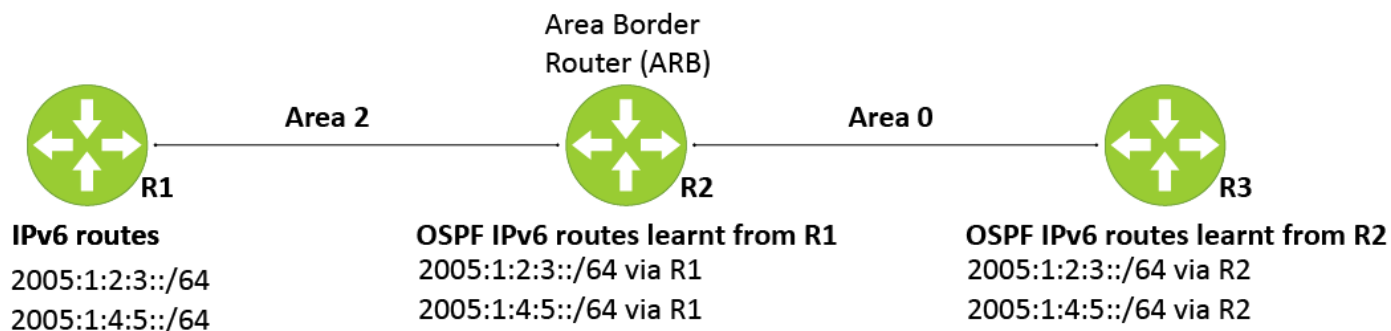 Area Border
Router (ARB)
Area 2
Area 0
R1
R2
R3
IPv6 routes
2005:1:2:3::/64
2005:1:4:5::/64
OSPF IPv6 routes learnt from R1
2005:1:2:3::/64 via R1
2005:1:4:5::/64 via R1
OSPF IPv6 routes learnt from R2
2005:1:2:3::/64 via R2
2005:1:4:5::/64 via R2